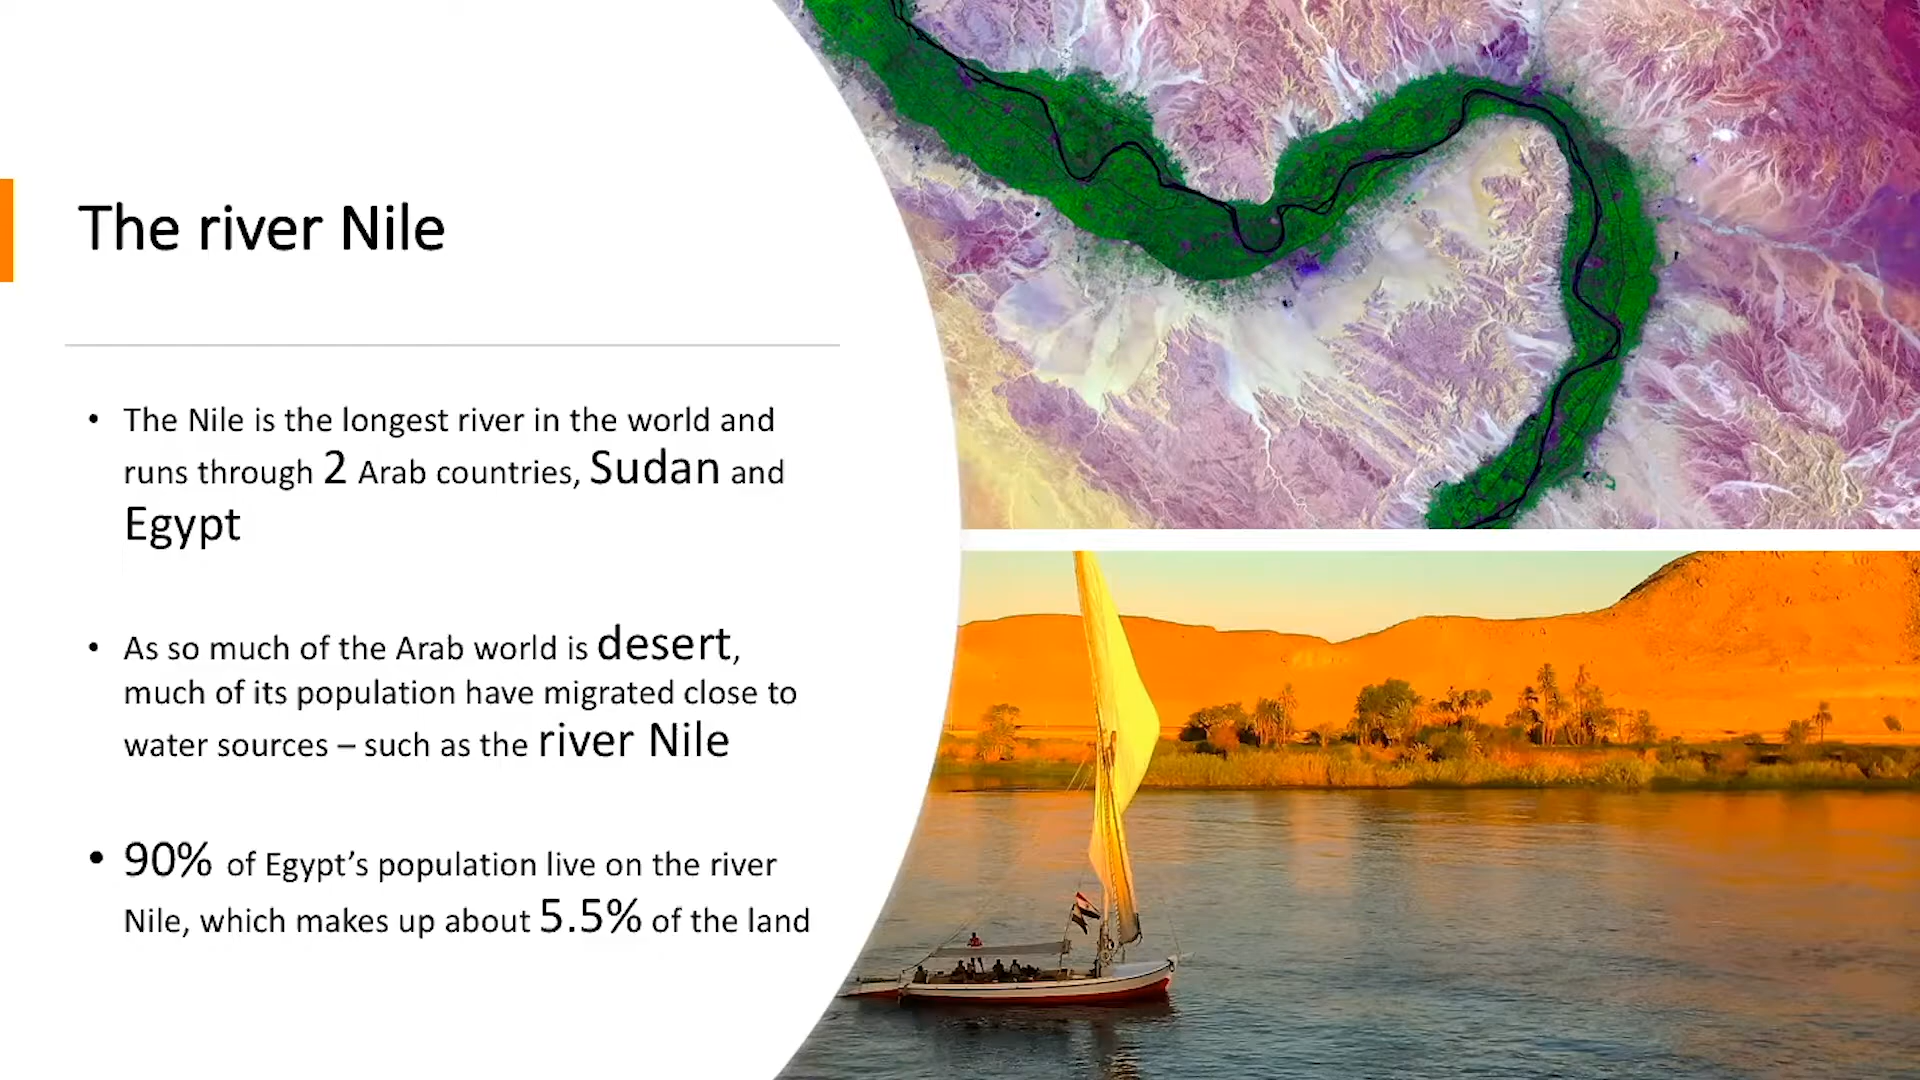 The river Nile
• The Nile is the longest river in the world and
runs through 2 Arab countries, Sudan and
Egypt
• As so much of the Arab world is desert,
much of its population have migrated close to
water sources – such as the river Nile
• 90% of Egypt’s population live on the river
Nile, which makes up about 5.5% of the land